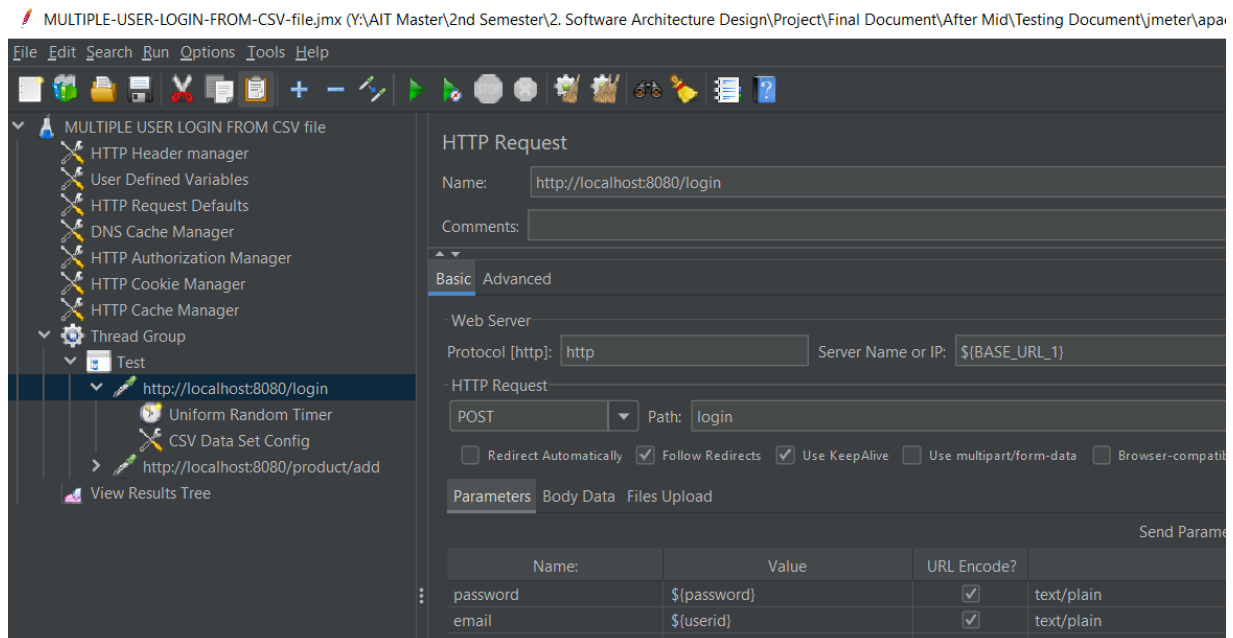 MULTIPLE-USER-LOGIN-FROM-CSV-file.jmx (Y:\AIT Master\2nd Semester\2. Software Architecture Design\Project\Final Document\After Mid\Testing Document\jmeter\apa
File Edit Search Run Options Tools Help
STOP
MULTIPLE USER LOGIN FROM CSV file
HTTP Header manager
User Defined Variables
HTTP Request Defaults
DNS Cache Manager
HTTP Authorization Manager
HTTP Cookie Manager
HTTP Cache Manager
Thread Group
Test
http://localhost:8080/login
Uniform Random Timer
CSV Data Set Config
http://localhost:8080/product/add
View Results Tree
HTTP Request
Name: http://localhost:8080/login
Comments:
Basic Advanced
Web Server
Protocol [http]: http Server Name or IP: ${BASE_URL_1}
HTTP Request
POST Path: login
Redirect Automatically Follow Redirects Use KeepAlive Use multipart/form-data Browser-compatib
Parameters Body Data Files Upload
Send Parame
Name: Value URL Encode?
password ${password} text/plain
email ${userid} text/plain